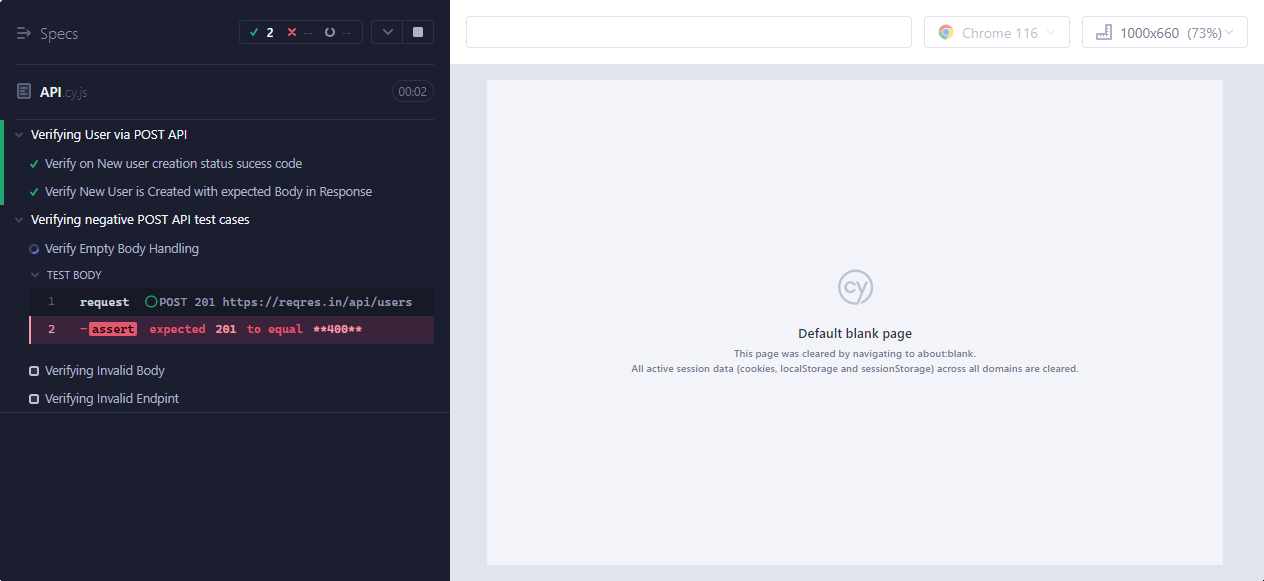 Specs
2 -- --
API.cy.js
00:02
Verifying User via POST API
Verify on New user creation status sucess code
Verify New User is Created with expected Body in Response
Verifying negative POST API test cases
Verify Empty Body Handling
TEST BODY
1 request POST 201 https://reqres.in/api/users
2 -assert expected 201 to equal **400**
Verifying Invalid Body
Verifying Invalid Endpint
Chrome 116
1000x660 (73%)
cy
Default blank page
This page was cleared by navigating to about:blank.
All active session data (cookies, localStorage and sessionStorage) across all domains are cleared.